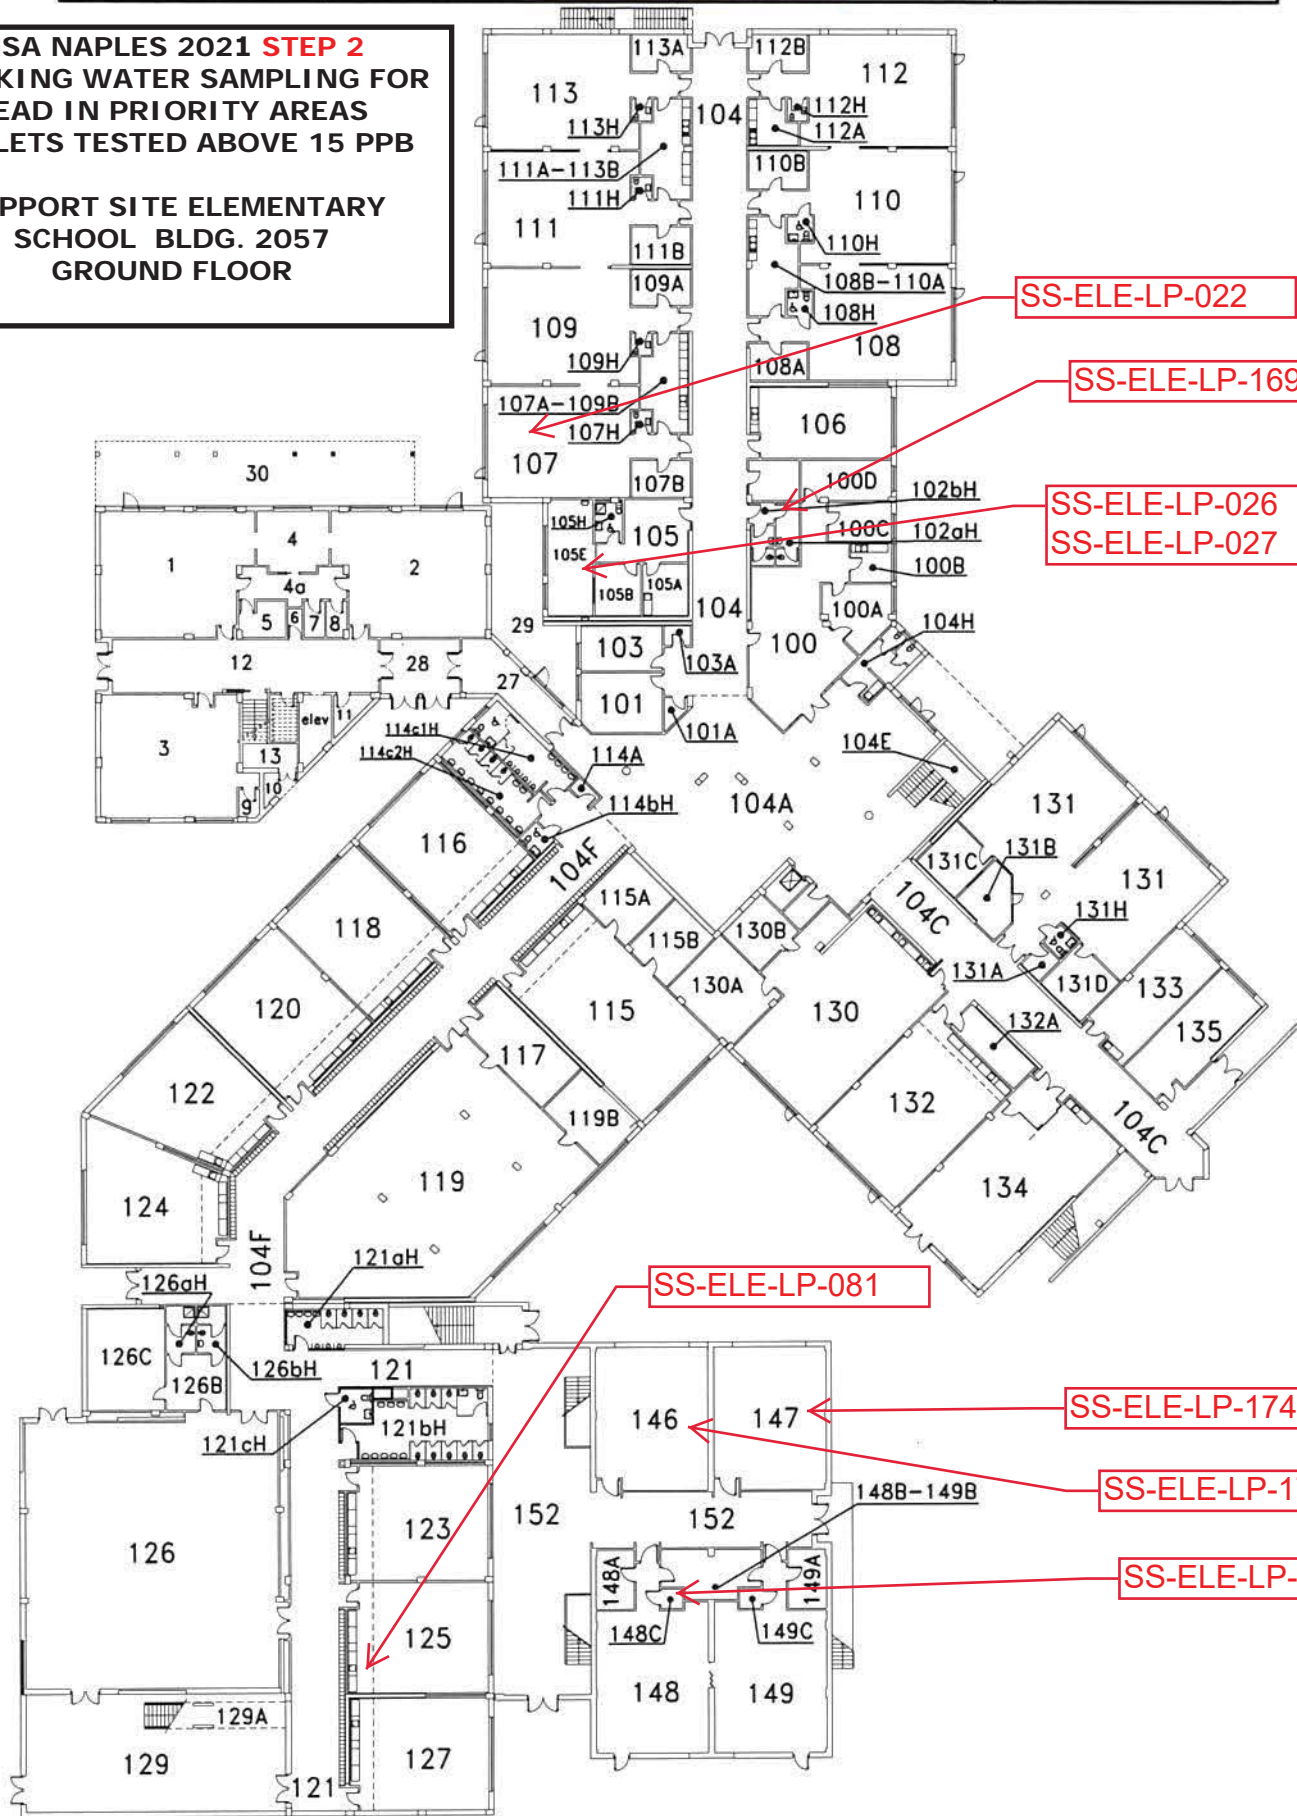 SA NAPLES 2021 STEP 2
KING WATER SAMPLING FOR
EAD IN PRIORITY AREAS
LETS TESTED ABOVE 15 PPB
PPORT SITE ELEMENTARY
SCHOOL BLDG. 2057
GROUND FLOOR
113A
112B
113
112
104
113H
112H
112A
111A-113B
110B
111H
111
110
110H
111B
109A
108B-110A
108H
SS-ELE-LP-022
109
108
109H
108A
SS-ELE-LP-169
107A-109B
107H
106
107
107B
100D
30
102bH
SS-ELE-LP-026
SS-ELE-LP-027
105H
105
100C
102aH
105E
100B
1
4
2
4a
105B
105A
100A
5
6
7
8
104
104H
29
103
100
12
28
103A
27
101
101A
3
elev
11
13
10
9
114c1H
114c2H
114A
104E
104A
114bH
131
116
104F
131C
131B
131
115A
104C
118
115B
130B
131H
131A
131D
130A
133
120
115
130
132A
135
117
122
132
119B
104C
124
119
134
104F
121aH
126aH
SS-ELE-LP-081
126C
126bH
126B
121
146
147
SS-ELE-LP-174
121cH
121bH
SS-ELE-LP-1
148B-149B
152
152
123
126
148A
149A
SS-ELE-LP-
148C
149C
125
148
149
129A
129
127
121